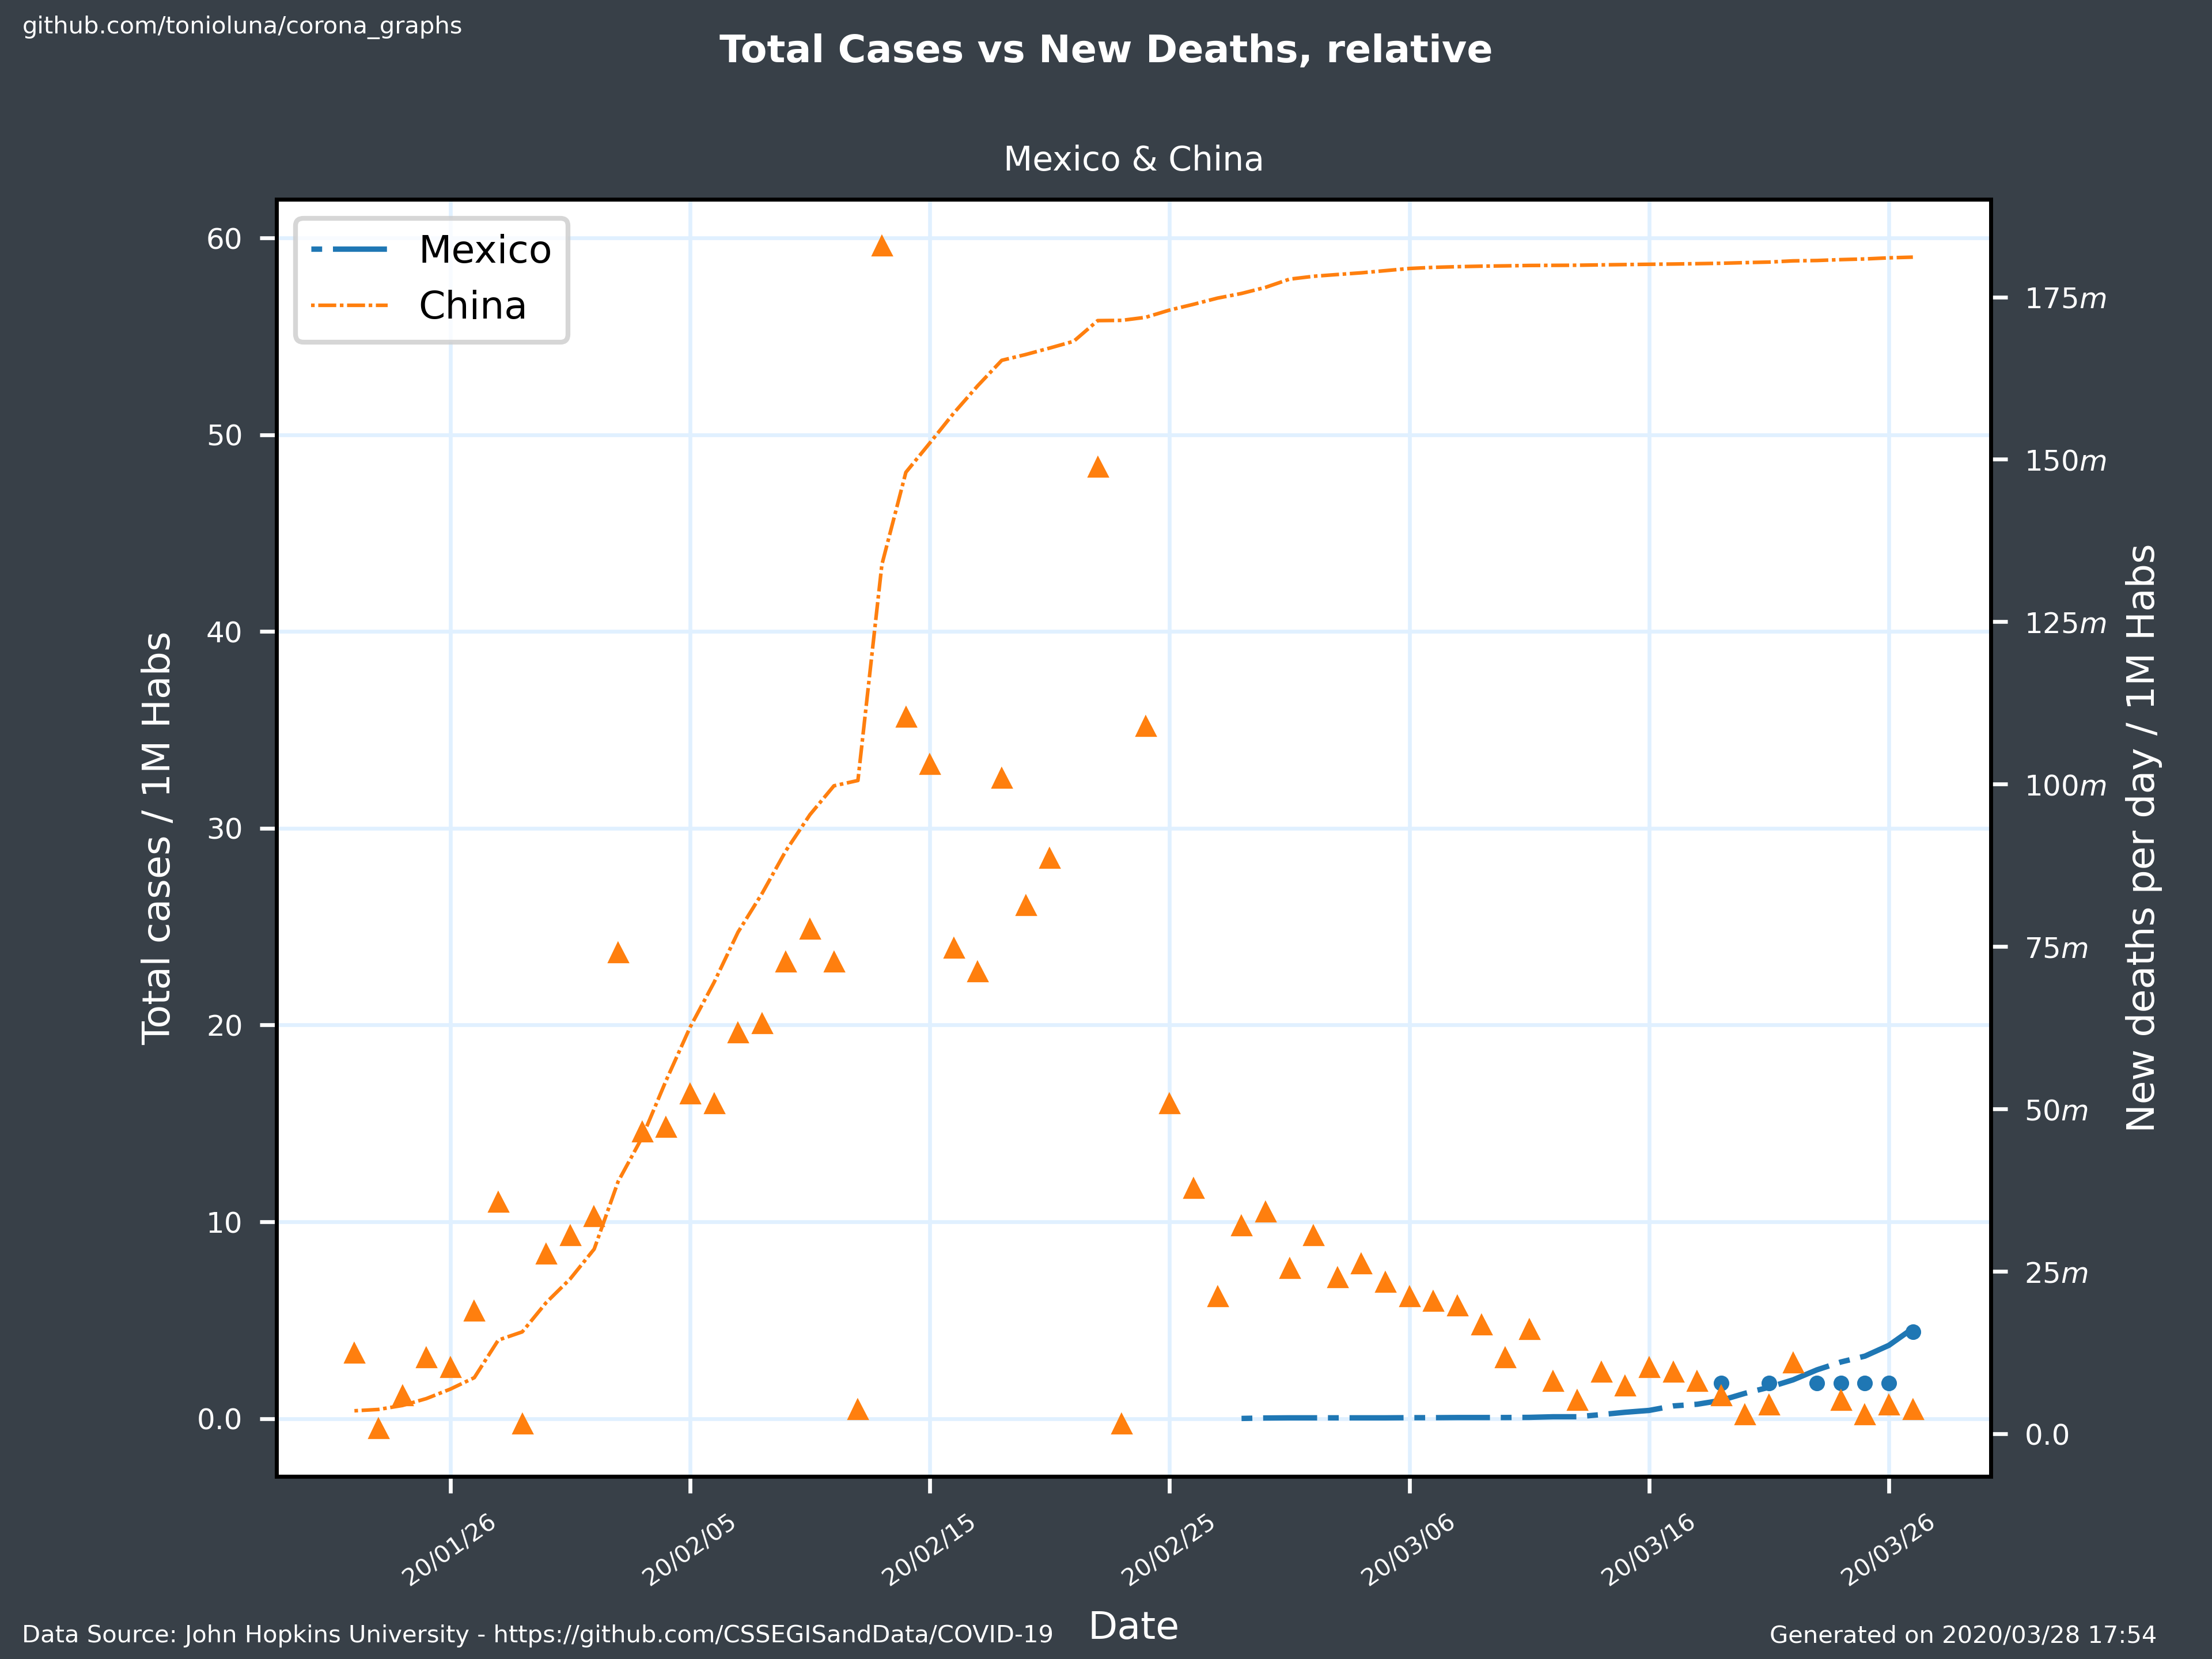 github.com/tonioluna/corona_graphs
Total Cases vs New Deaths, relative
Mexico & China
Mexico
China
Total cases / 1M Habs
60
50
40
30
20
10
0.0
175m
150m
125m
100m
75m
50m
25m
0.0
New deaths per day / 1M Habs
20/01/26
20/02/05
20/02/15
20/02/25
20/03/06
20/03/16
20/03/26
Date
Data Source: John Hopkins University - https://github.com/CSSEGISandData/COVID-19
Generated on 2020/03/28 17:54